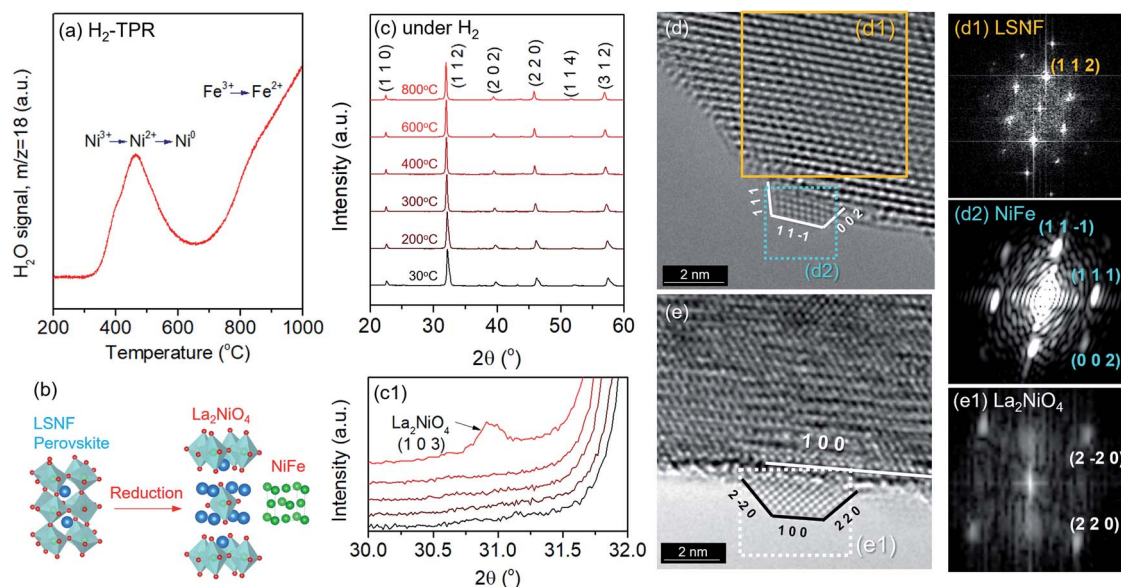 (a) H₂-TPR
Fe³⁺→Fe²⁺
Ni³⁺→Ni²⁺→Ni⁰
H₂O signal, m/z=18 (a.u.)
200 400 600 800 1000
Temperature (°C)
(b)
LSNF
Perovskite
Reduction
La₂NiO₄
NiFe
(c) under H₂
(1 1 0)
(1 1 2)
(2 0 2)
(2 2 0)
(1 1 4)
(3 1 2)
800°C
600°C
400°C
300°C
200°C
30°C
Intensity (a.u.)
20 30 40 50 60
2θ (°)
(c1)
La₂NiO₄
(1 0 3)
Intensity (a.u.)
30.0 30.5 31.0 31.5 32.0
2θ (°)
(d)
(d1)
1 1 1
1 1 -1
0 0 2
(d2)
2 nm
(e)
1 0 0
2 -2 0
1 0 0
2 2 0
(e1)
2 nm
(d1) LSNF
(1 1 2)
(d2) NiFe
(1 1 -1)
(1 1 1)
(0 0 2)
(e1) La₂NiO₄
(2 -2 0)
(2 2 0)